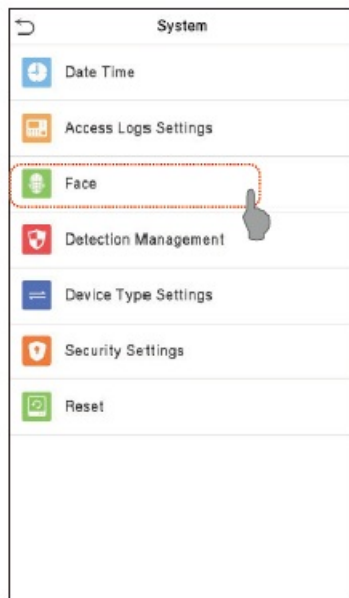 System
Date Time
Access Logs Settings
Face
Detection Management
Device Type Settings
Security Settings
Reset